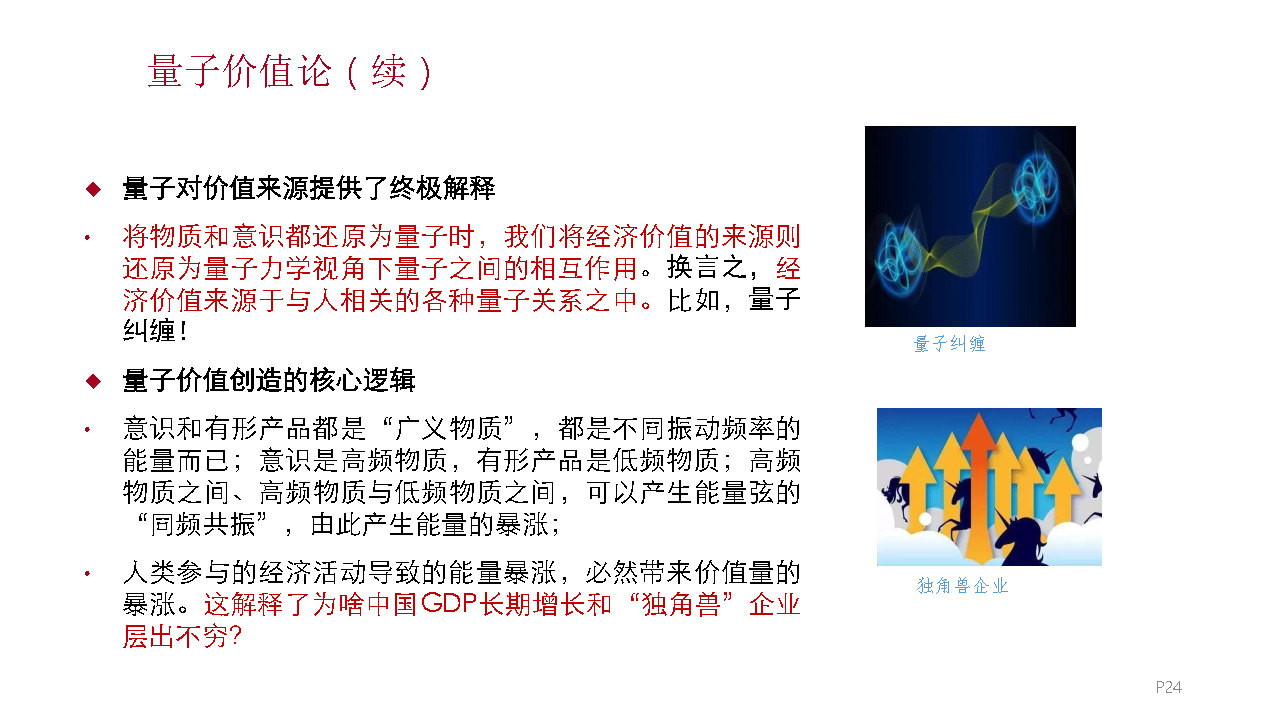 量子价值论（续）
◆ 量子对价值来源提供了终极解释
• 将物质和意识都还原为量子时，我们将经济价值的来源则
还原为量子力学视角下量子之间的相互作用。换言之，经
济价值来源于与人相关的各种量子关系之中。比如，量子
纠缠！
量子纠缠
◆ 量子价值创造的核心逻辑
• 意识和有形产品都是“广义物质”，都是不同振动频率的
能量而已；意识是高频物质，有形产品是低频物质；高频
物质之间、高频物质与低频物质之间，可以产生能量弦的
“同频共振”，由此产生能量的暴涨；
• 人类参与的经济活动导致的能量暴涨，必然带来价值量的
暴涨。这解释了为啥中国GDP长期增长和“独角兽”企业
层出不穷？
独角兽企业
P24